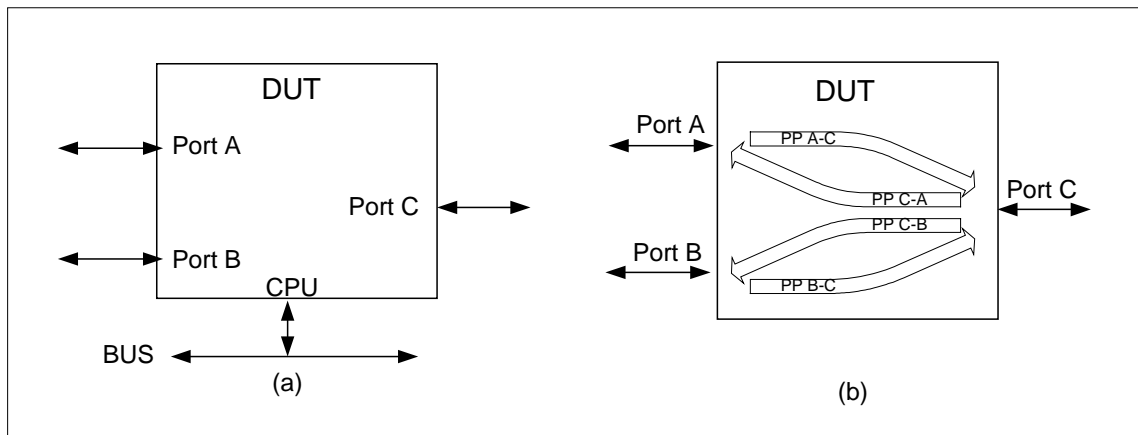 DUT
Port A
Port C
Port B
CPU
BUS
(a)
DUT
Port A
PP A-C
PP C-A
Port C
PP C-B
Port B
PP B-C
(b)